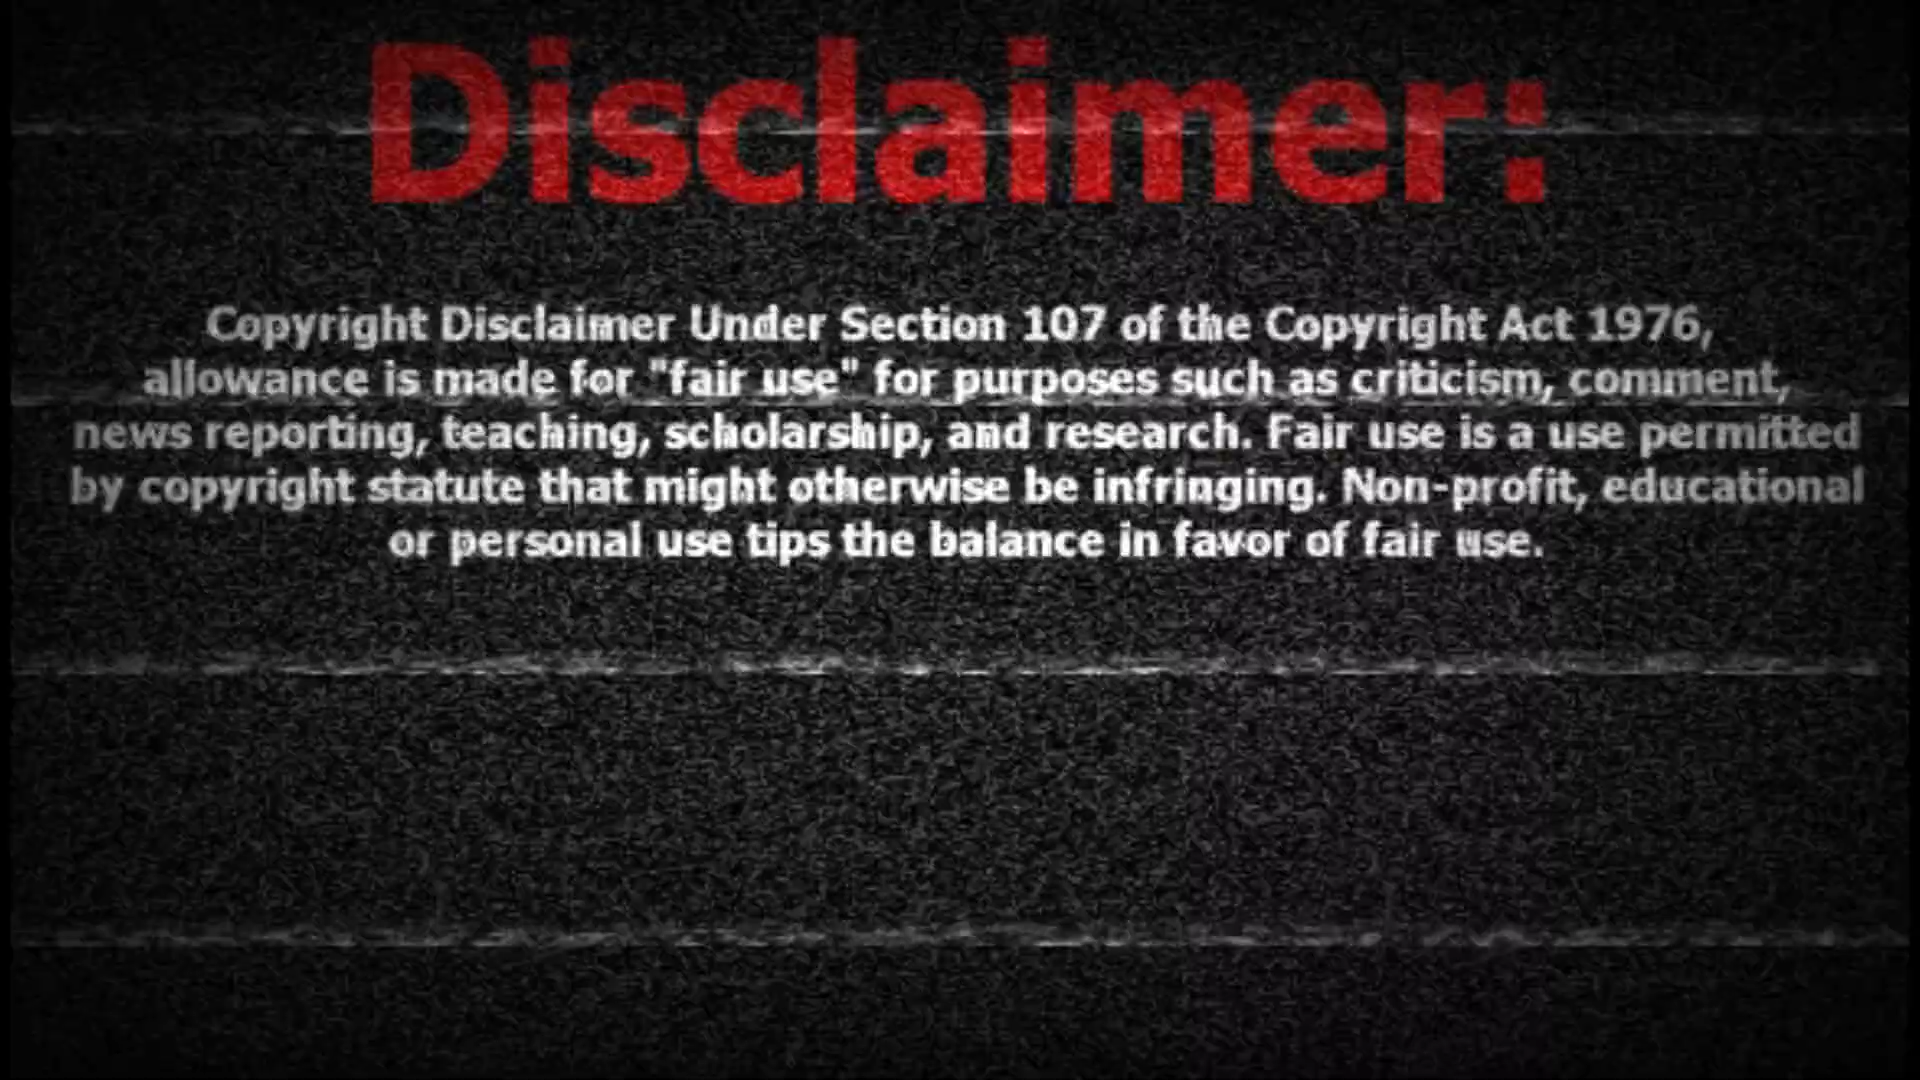 Disclaimer:
Copyright Disclaimer Under Section 107 of the Copyright Act 1976,
allowance is made for "fair use" for purposes such as criticism, comment,
news reporting, teaching, scholarship, and research. Fair use is a use permitted
by copyright statute that might otherwise be infringing. Non-profit, educational
or personal use tips the balance in favor of fair use.